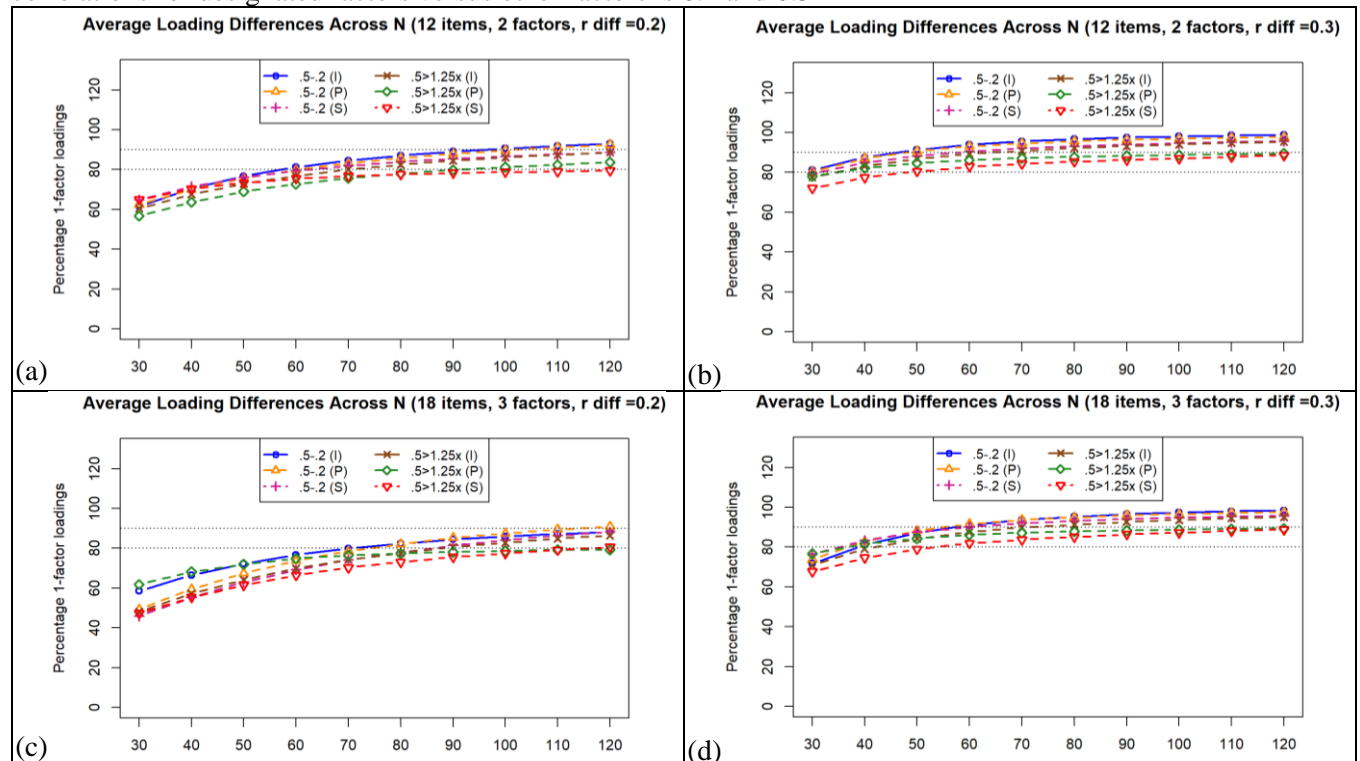 correlations for designated factors versus other factors is
Average Loading Differences Across N (12 items, 2 factors, r diff =0.2)
.5-.2 (I) .5>1.25x (I)
.5-.2 (P) .5>1.25x (P)
.5-.2 (S) .5>1.25x (S)
Percentage 1-factor loadings
120
100
80
60
40
20
0
30 40 50 60 70 80 90 100 110 120
(a)
Average Loading Differences Across N (12 items, 2 factors, r diff =0.3)
.5-.2 (I) .5>1.25x (I)
.5-.2 (P) .5>1.25x (P)
.5-.2 (S) .5>1.25x (S)
Percentage 1-factor loadings
120
100
80
60
40
20
0
30 40 50 60 70 80 90 100 110 120
(b)
Average Loading Differences Across N (18 items, 3 factors, r diff =0.2)
.5-.2 (I) .5>1.25x (I)
.5-.2 (P) .5>1.25x (P)
.5-.2 (S) .5>1.25x (S)
Percentage 1-factor loadings
120
100
80
60
40
20
0
30 40 50 60 70 80 90 100 110 120
(c)
Average Loading Differences Across N (18 items, 3 factors, r diff =0.3)
.5-.2 (I) .5>1.25x (I)
.5-.2 (P) .5>1.25x (P)
.5-.2 (S) .5>1.25x (S)
Percentage 1-factor loadings
120
100
80
60
40
20
0
30 40 50 60 70 80 90 100 110 120
(d)